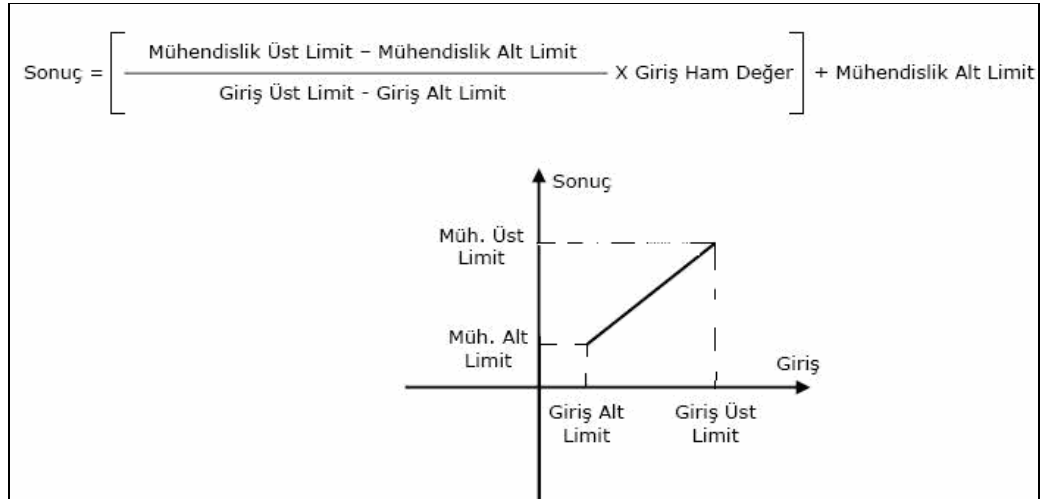 Mühendislik Üst Limit – Mühendislik Alt Limit
Sonuç = X Giriş Ham Değer + Mühendislik Alt Limit
Giriş Üst Limit - Giriş Alt Limit
Sonuç
Müh. Üst
Limit
Müh. Alt
Limit
Giriş
Giriş Alt
Limit
Giriş Üst
Limit